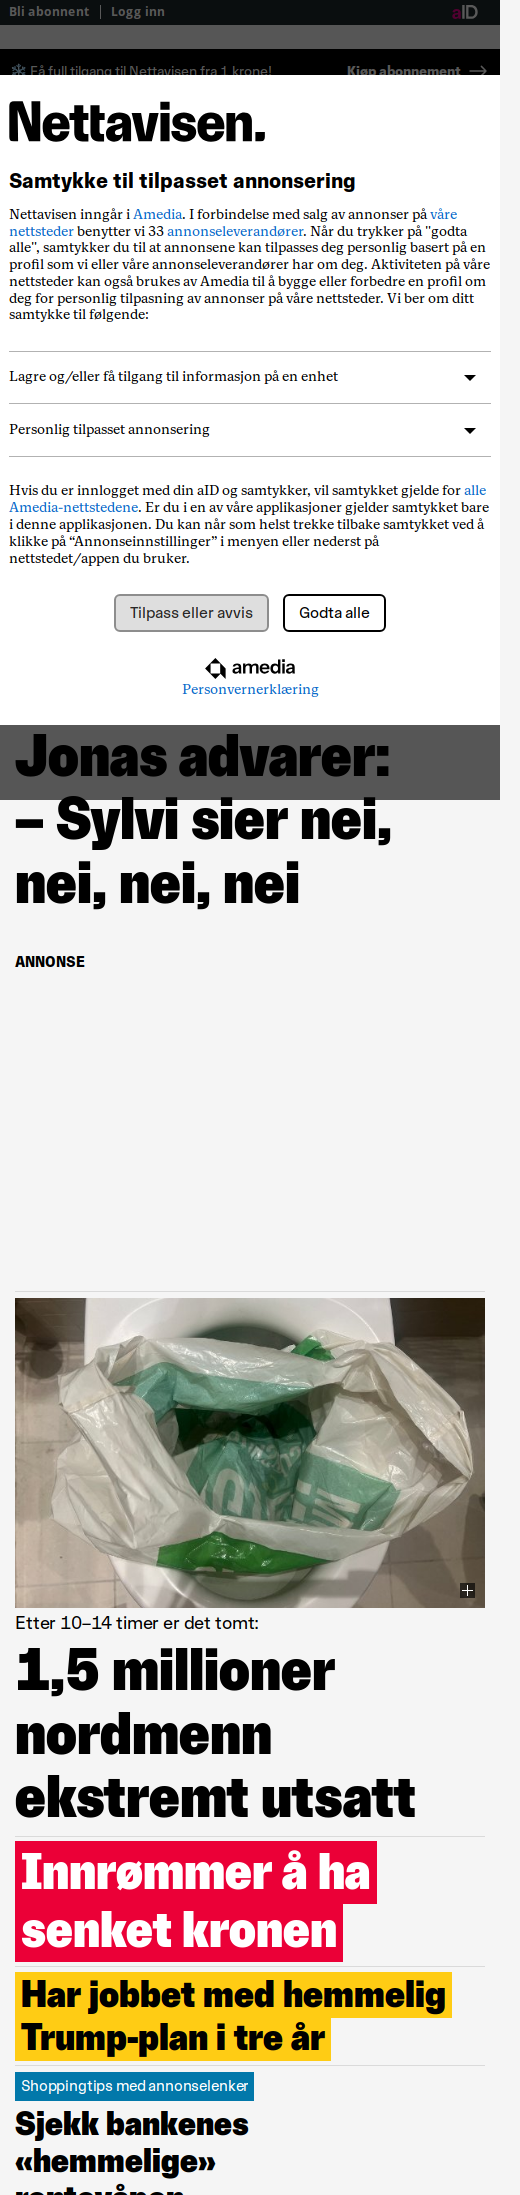 Bli abonnent | Logg inn
aID
Få full tilgang til Nettavisen fra 1 krone!
Kjøp abonnement →
Nettavisen.
Samtykke til tilpasset annonsering
Nettavisen inngår i Amedia. I forbindelse med salg av annonser på våre
nettsteder benytter vi 33 annonseleverandører. Når du trykker på "godta
alle", samtykker du til at annonsene kan tilpasses deg personlig basert på en
profil som vi eller våre annonseleverandører har om deg. Aktiviteten på våre
nettsteder kan også brukes av Amedia til å bygge eller forbedre en profil om
deg for personlig tilpasning av annonser på våre nettsteder. Vi ber om ditt
samtykke til følgende:
Lagre og/eller få tilgang til informasjon på en enhet
Personlig tilpasset annonsering
Hvis du er innlogget med din aID og samtykker, vil samtykket gjelde for alle
Amedia-nettstedene. Er du i en av våre applikasjoner gjelder samtykket bare
i denne applikasjonen. Du kan når som helst trekke tilbake samtykket ved å
klikke på “Annonseinnstillinger” i menyen eller nederst på
nettstedet/appen du bruker.
Tilpass eller avvis
Godta alle
amedia
Personvernerklæring
Jonas advarer:
– Sylvi sier nei,
nei, nei, nei
ANNONSE
Etter 10–14 timer er det tomt:
1,5 millioner
nordmenn
ekstremt utsatt
Innrømmer å ha
senket kronen
Har jobbet med hemmelig
Trump-plan i tre år
Shoppingtips med annonselenker
Sjekk bankenes
«hemmelige»